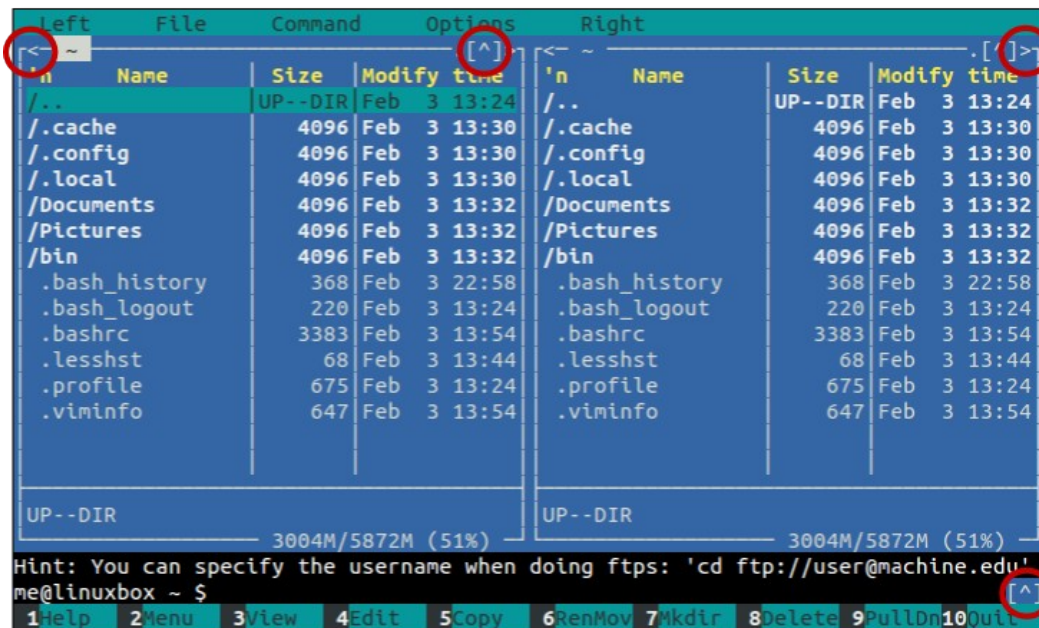 Left File Command Options Right
<─ ~ .[^]>
<─ ~ .[^]>
'n Name Size Modify time 'n Name Size Modify time
/.. UP--DIR Feb 3 13:24 /.. UP--DIR Feb 3 13:24
/.cache 4096 Feb 3 13:30 /.cache 4096 Feb 3 13:30
/.config 4096 Feb 3 13:30 /.config 4096 Feb 3 13:30
/.local 4096 Feb 3 13:30 /.local 4096 Feb 3 13:30
/Documents 4096 Feb 3 13:32 /Documents 4096 Feb 3 13:32
/Pictures 4096 Feb 3 13:32 /Pictures 4096 Feb 3 13:32
/bin 4096 Feb 3 13:32 /bin 4096 Feb 3 13:32
.bash_history 368 Feb 3 22:58 .bash_history 368 Feb 3 22:58
.bash_logout 220 Feb 3 13:24 .bash_logout 220 Feb 3 13:24
.bashrc 3383 Feb 3 13:54 .bashrc 3383 Feb 3 13:54
.lesshst 68 Feb 3 13:44 .lesshst 68 Feb 3 13:44
.profile 675 Feb 3 13:24 .profile 675 Feb 3 13:24
.viminfo 647 Feb 3 13:54 .viminfo 647 Feb 3 13:54
UP--DIR UP--DIR
3004M/5872M (51%) 3004M/5872M (51%)
Hint: You can specify the username when doing ftps: 'cd ftp://user@machine.edu'
me@linuxbox ~ $ [^]
1Help 2Menu 3View 4Edit 5Copy 6RenMov 7Mkdir 8Delete 9PullDn 10Quit